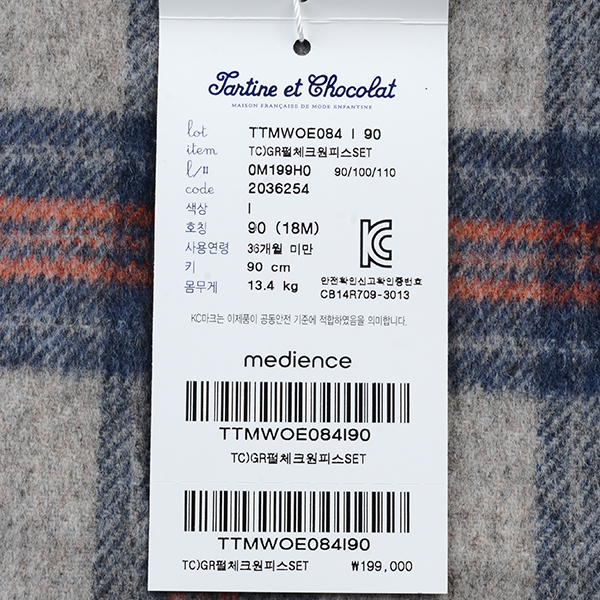 Tartine et Chocolat
MAISON FRANÇAISE DE MODE ENFANTINE
lot TTMWOE084 I 90
item TC)GR펄체크원피스SET
l/# 0M199H0 90/100/110
code 2036254
색상 I
호칭 90 (18M)
사용연령 36개월 미만
키 90 cm
몸무게 13.4 kg
KC
안전확인신고확인증번호
CB14R709-3013
KC마크는 이제품이 공통안전 기준에 적합하였음을 의미합니다.
medience
TTMWOE084I90
TC)GR펄체크원피스SET
TTMWOE084I90
TC)GR펄체크원피스SET ₩199,000